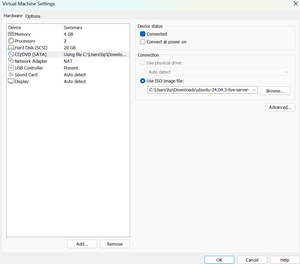 Virtual Machine Settings
Hardware Options
Device Summary
Memory 4 GB
Processors 2
Hard Disk (SCSI) 20 GB
CD/DVD (SATA) Using file C:\Users\hp\Downlo...
Network Adapter NAT
USB Controller Present
Sound Card Auto detect
Display Auto detect
Add... Remove
Device status
Connected
Connect at power on
Connection
Use physical drive:
Auto detect
Use ISO image file:
C:\Users\hp\Downloads\ubuntu-24.04.2-live-server-
Browse...
Advanced...
OK Cancel Help